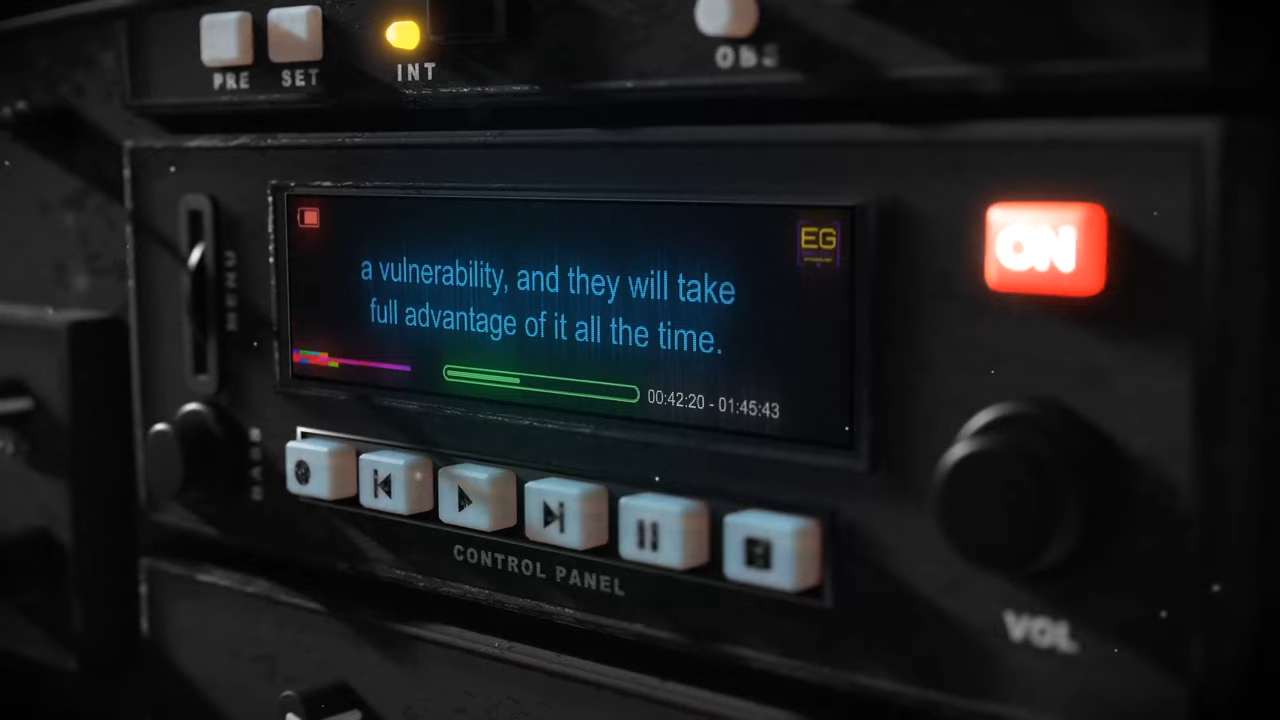 PRE SET INT OBS
MENU
EG
ON
a vulnerability, and they will take
full advantage of it all the time.
00:42:20 - 01:45:43
BASE
CONTROL PANEL
VOL